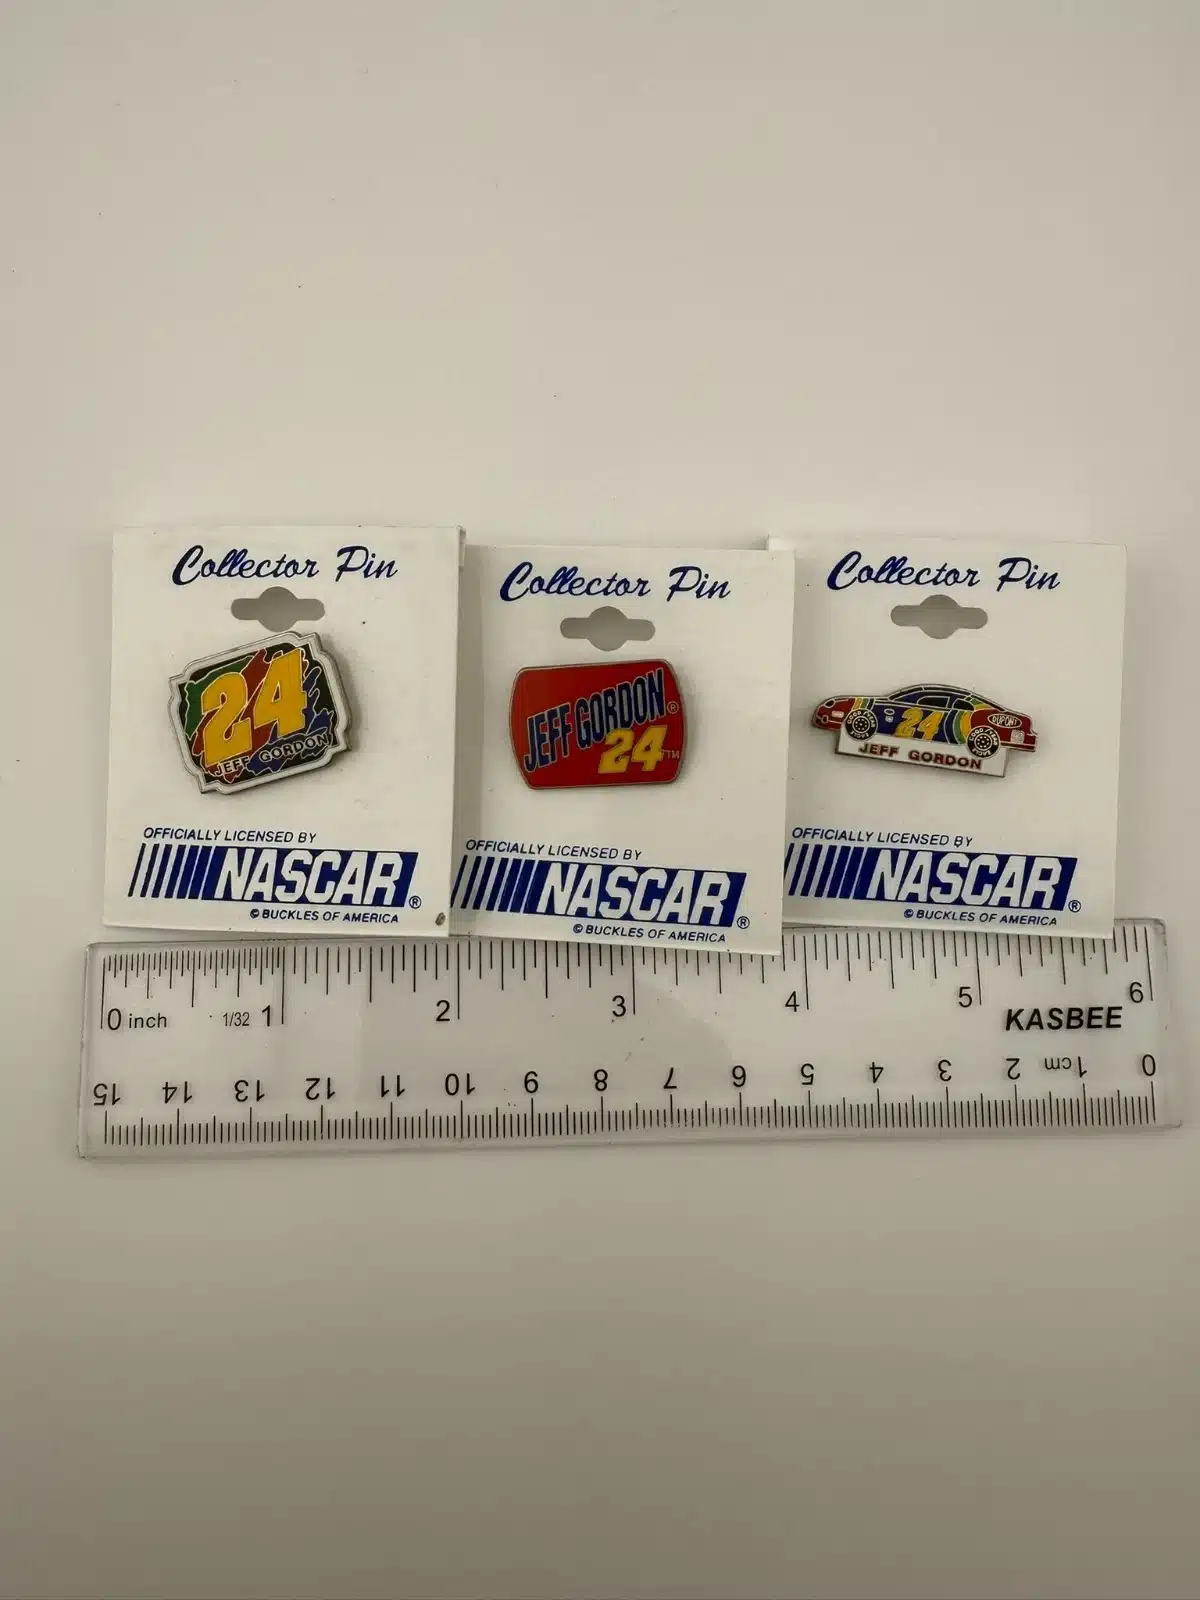 Collector Pin
24
JEFF GORDON
OFFICIALLY LICENSED BY
NASCAR®
© BUCKLES OF AMERICA
Collector Pin
JEFF GORDON®
24™
OFFICIALLY LICENSED BY
NASCAR®
© BUCKLES OF AMERICA
Collector Pin
24
DUPONT
JEFF GORDON
OFFICIALLY LICENSED BY
NASCAR®
© BUCKLES OF AMERICA
0 inch 1/32 1 2 3 4 5 6
KASBEE
15 14 13 12 11 10 9 8 7 6 5 4 3 2 1cm 0